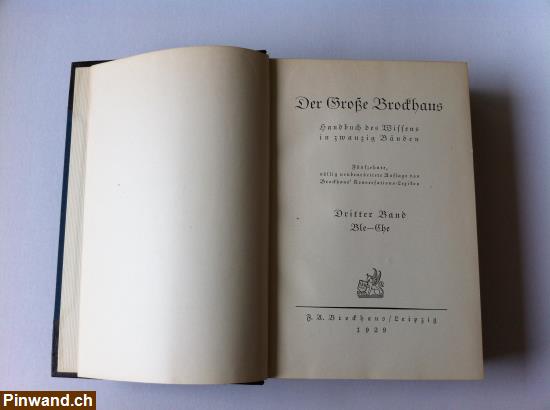 Der Große Brockhaus
Handbuch des Wissens
in zwanzig Bänden
Fünfzehnte,
völlig neubearbeitete Auflage von
Brockhaus' Konversations-Lexikon
Dritter Band
Ble–Che
F. A. Brockhaus / Leipzig
1929
Pinwand.ch